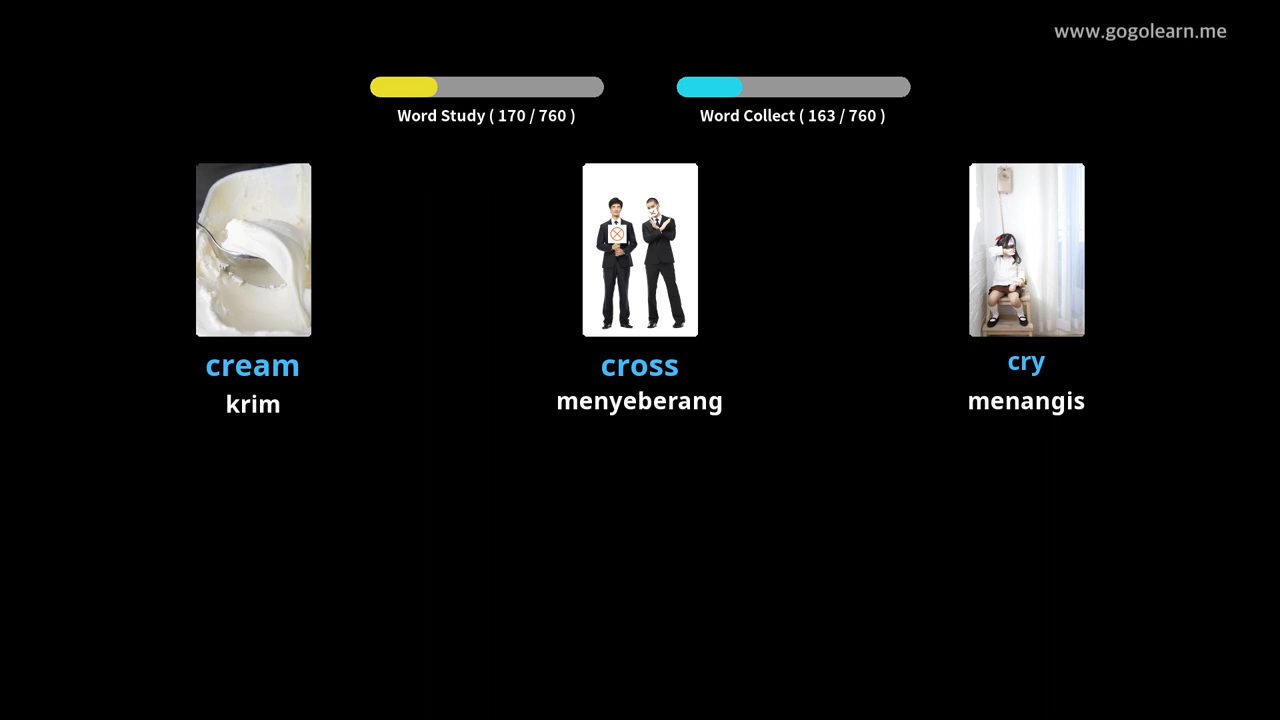 www.gogolearn.me
Word Study ( 170 / 760 )
Word Collect ( 163 / 760 )
cream
krim
cross
menyeberang
cry
menangis